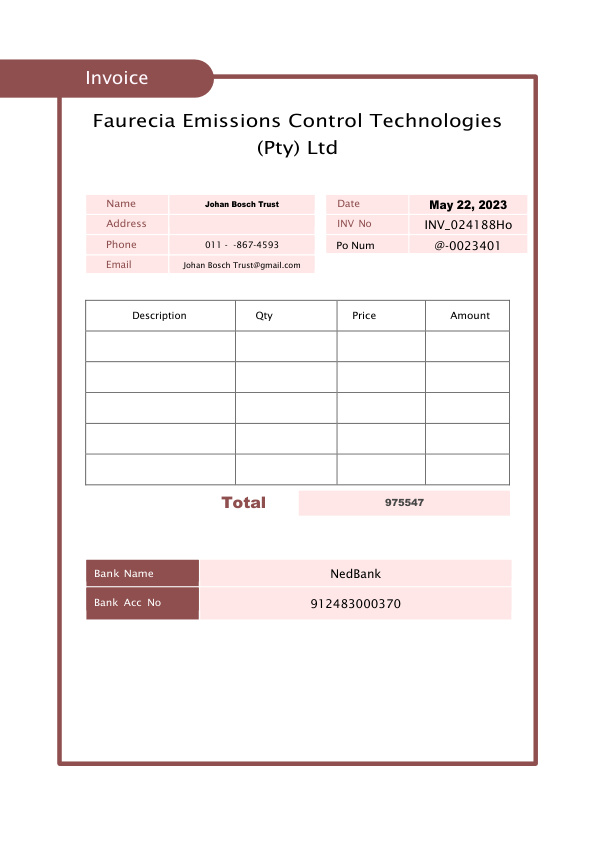 Invoice
Faurecia Emissions Control Technologies
(Pty) Ltd
Name Johan Bosch Trust
Address
Phone 011 - -867-4593
Email Johan Bosch Trust@gmail.com
Date May 22, 2023
INV No INV_024188Ho
Po Num @-0023401
Description Qty Price Amount
Total 975547
Bank Name NedBank
Bank Acc No 912483000370